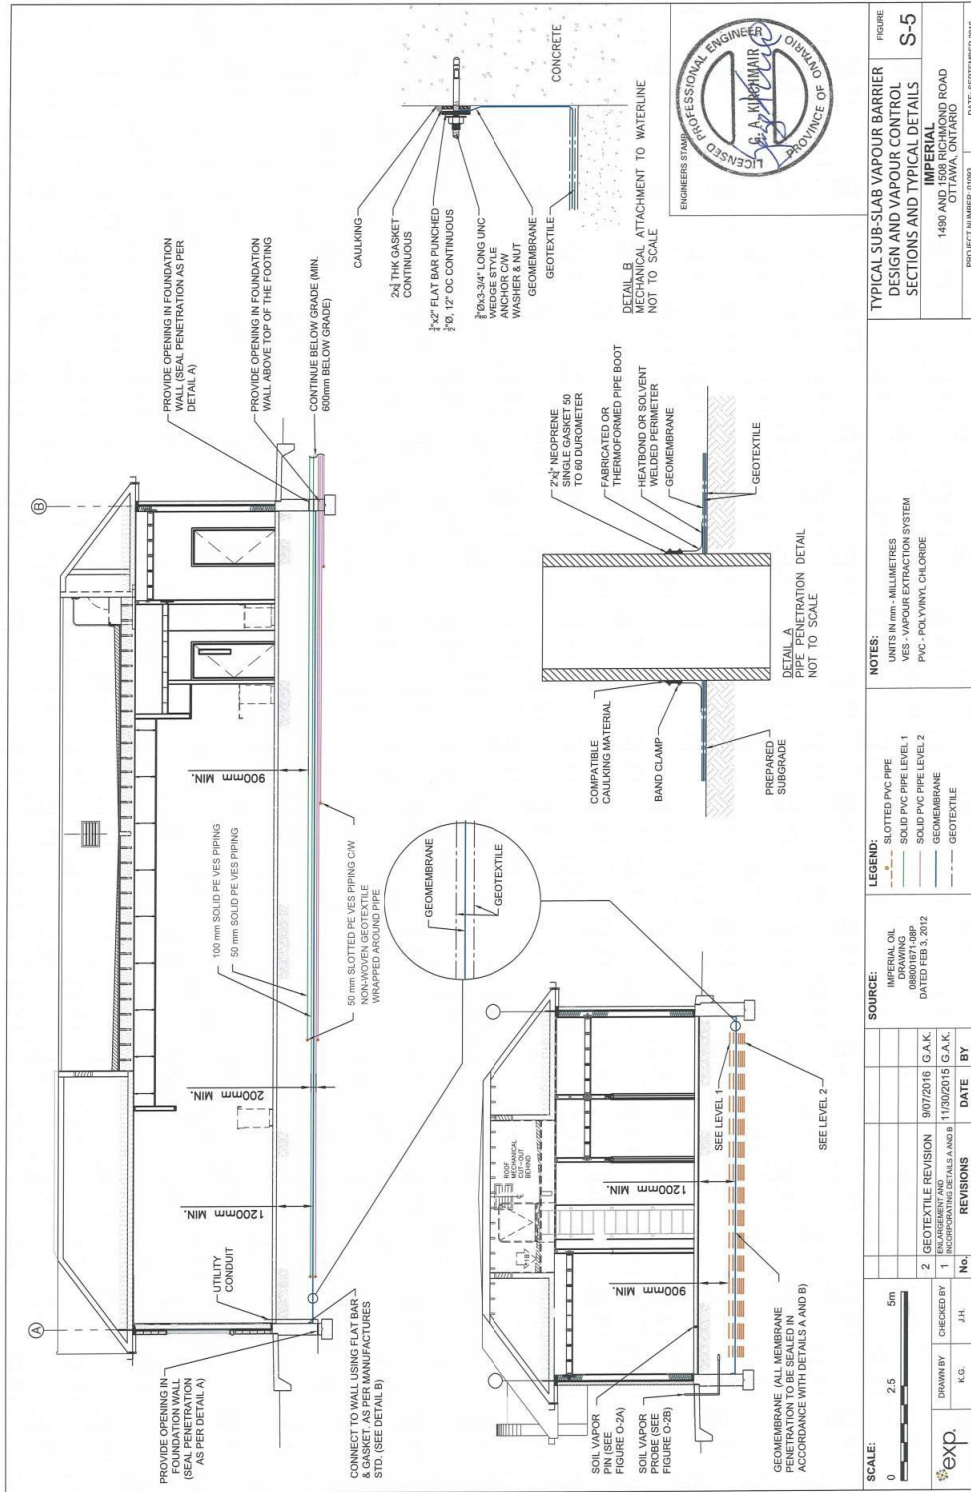 A
B
PROVIDE OPENING IN
FOUNDATION WALL
(SEAL PENETRATION
AS PER DETAIL A)
UTILITY
CONDUIT
CONNECT TO WALL USING FLAT BAR
& GASKET. AS PER MANUFACTURES
STD. (SEE DETAIL B)
1200mm MIN.
200mm MIN.
900mm MIN.
100 mm SOLID PE VES PIPING
50 mm SOLID PE VES PIPING
50 mm SLOTTED PE VES PIPING C/W
NON-WOVEN GEOTEXTILE
WRAPPED AROUND PIPE
PROVIDE OPENING IN FOUNDATION
WALL (SEAL PENETRATION AS PER
DETAIL A)
PROVIDE OPENING IN FOUNDATION
WALL ABOVE TOP OF THE FOOTING
CONTINUE BELOW GRADE (MIN.
600mm BELOW GRADE)
CAULKING
2x¼" THK GASKET
CONTINUOUS
¼"x2" FLAT BAR PUNCHED
½"Ø, 12" OC CONTINUOUS
⅜"Øx3-3/4" LONG UNC
WEDGE STYLE
ANCHOR C/W
WASHER & NUT
GEOMEMBRANE
GEOTEXTILE
CONCRETE
DETAIL B
MECHANICAL ATTACHMENT TO WATERLINE
NOT TO SCALE
GEOMEMBRANE
GEOTEXTILE
SOIL VAPOR
PIN (SEE
FIGURE O-2A)
SOIL VAPOR
PROBE (SEE
FIGURE O-2B)
GEOMEMBRANE (ALL MEMBRANE
PENETRATION TO BE SEALED IN
ACCORDANCE WITH DETAILS A AND B)
ROOF
MECHANICAL
CUT-OUT
BEHIND
900mm MIN.
1200mm MIN.
SEE LEVEL 1
SEE LEVEL 2
COMPATIBLE
CAULKING MATERIAL
BAND CLAMP
PREPARED
SUBGRADE
2"x¼" NEOPRENE
SINGLE GASKET 50
TO 60 DUROMETER
FABRICATED OR
THERMOFORMED PIPE BOOT
HEATBOND OR SOLVENT
WELDED PERIMETER
GEOMEMBRANE
GEOTEXTILE
DETAIL A
PIPE PENETRATION DETAIL
NOT TO SCALE
ENGINEERS STAMP
LICENSED PROFESSIONAL ENGINEER
G. A. KIRCHMAIR
PROVINCE OF ONTARIO
SCALE:
0 2.5 5m
exp.
DRAWN BY
K.G.
CHECKED BY
J.H.
2 GEOTEXTILE REVISION 9/07/2016 G.A.K.
1 ENLARGEMENT AND INCORPORATING DETAILS A AND B 11/30/2015 G.A.K.
No. REVISIONS DATE BY
SOURCE:
IMPERIAL OIL
DRAWING
088001671-08P
DATED FEB 3, 2012
LEGEND:
SLOTTED PVC PIPE
SOLID PVC PIPE LEVEL 1
SOLID PVC PIPE LEVEL 2
GEOMEMBRANE
GEOTEXTILE
NOTES:
UNITS IN mm - MILLIMETRES
VES - VAPOUR EXTRACTION SYSTEM
PVC - POLYVINYL CHLORIDE
TYPICAL SUB-SLAB VAPOUR BARRIER
DESIGN AND VAPOUR CONTROL
SECTIONS AND TYPICAL DETAILS
FIGURE
S-5
IMPERIAL
1490 AND 1508 RICHMOND ROAD
OTTAWA, ONTARIO